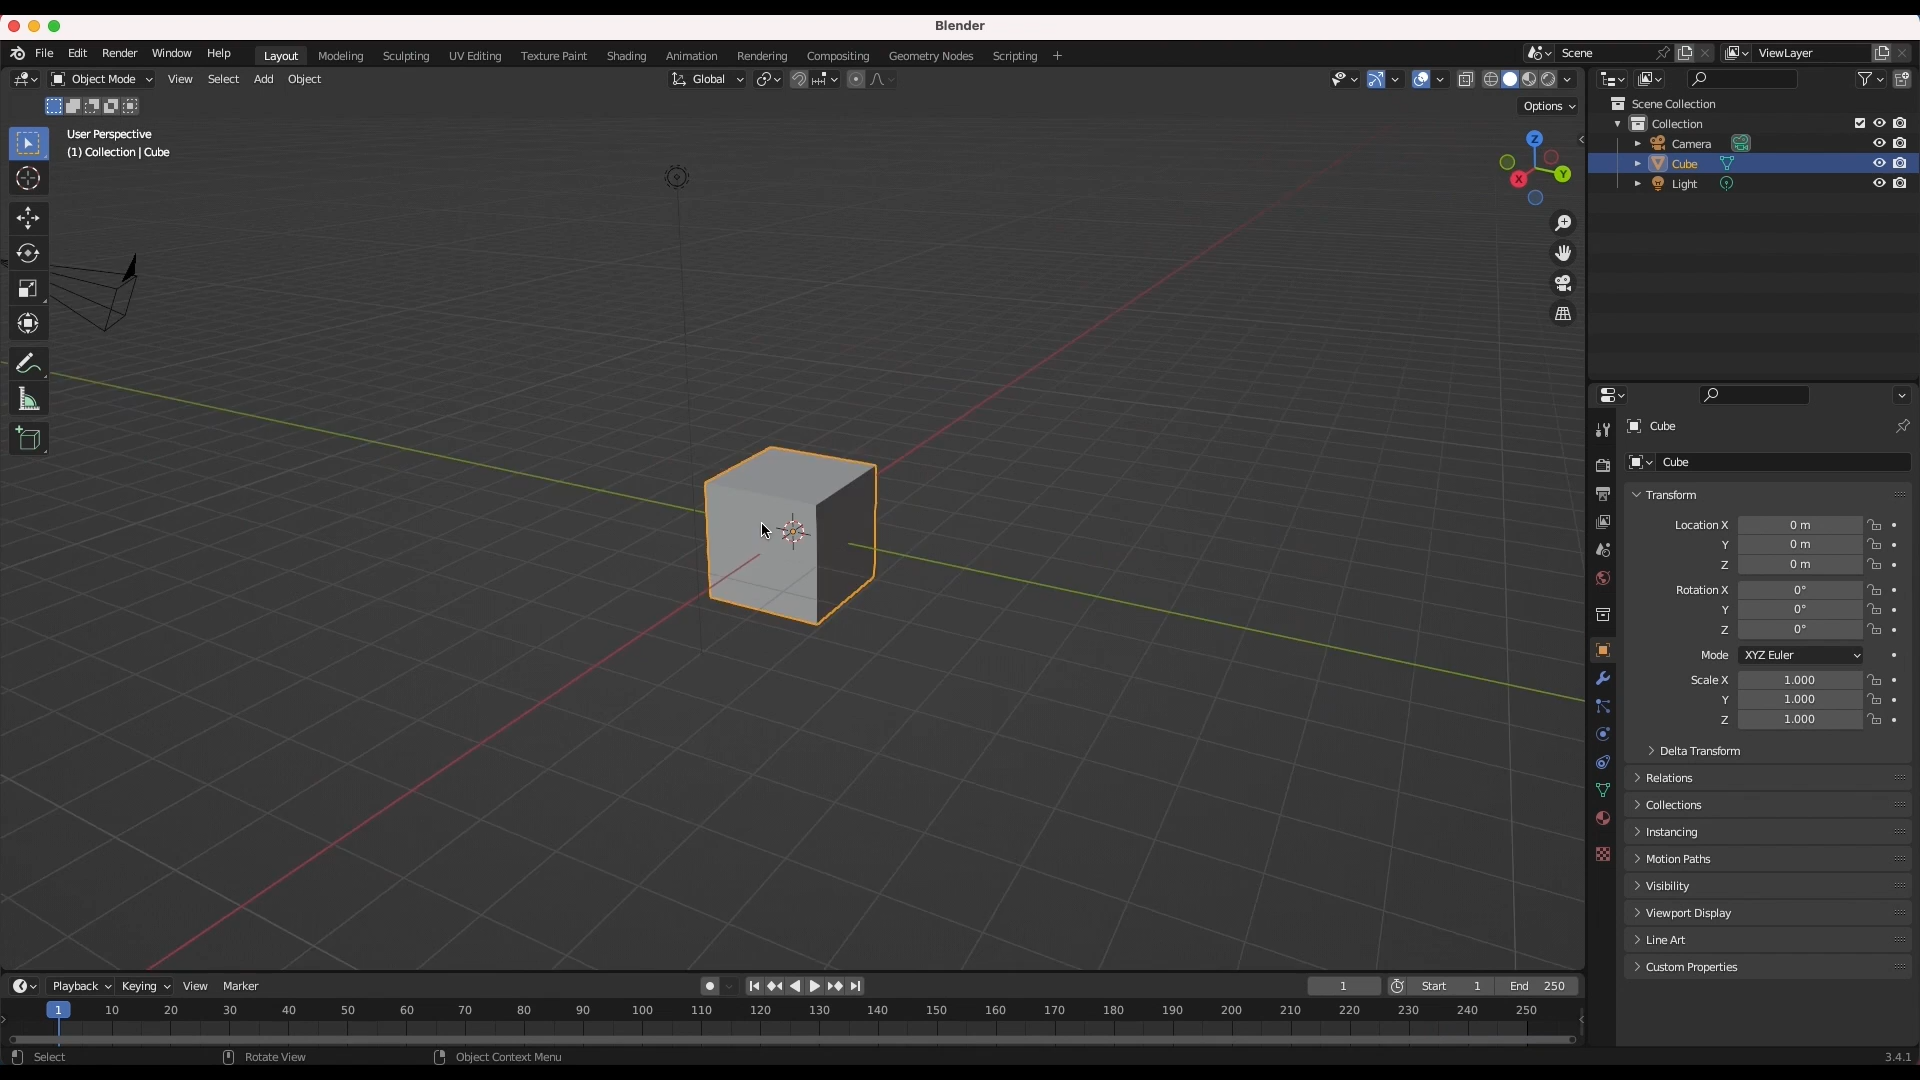 Blender
File Edit Render Window Help Layout Modeling Sculpting UV Editing Texture Paint Shading Animation Rendering Compositing Geometry Nodes Scripting + Scene ViewLayer
Object Mode View Select Add Object Global
Options
User Perspective
(1) Collection | Cube
Z
Y
X
Scene Collection
Collection
Camera
Cube
Light
Cube
Cube
Transform
Location X 0 m
Y 0 m
Z 0 m
Rotation X 0°
Y 0°
Z 0°
Mode XYZ Euler
Scale X 1.000
Y 1.000
Z 1.000
Delta Transform
Relations
Collections
Instancing
Motion Paths
Visibility
Viewport Display
Line Art
Custom Properties
Playback Keying View Marker 1 Start 1 End 250
1 10 20 30 40 50 60 70 80 90 100 110 120 130 140 150 160 170 180 190 200 210 220 230 240 250
Select Rotate View Object Context Menu 3.4.1